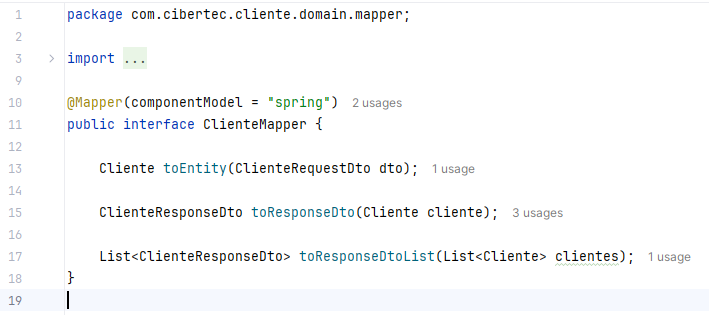 1 package com.cibertec.cliente.domain.mapper;
2
3 import ...
9
10 @Mapper(componentModel = "spring") 2 usages
11 public interface ClienteMapper {
12
13 Cliente toEntity(ClienteRequestDto dto); 1 usage
14
15 ClienteResponseDto toResponseDto(Cliente cliente); 3 usages
16
17 List<ClienteResponseDto> toResponseDtoList(List<Cliente> clientes); 1 usage
18 }
19